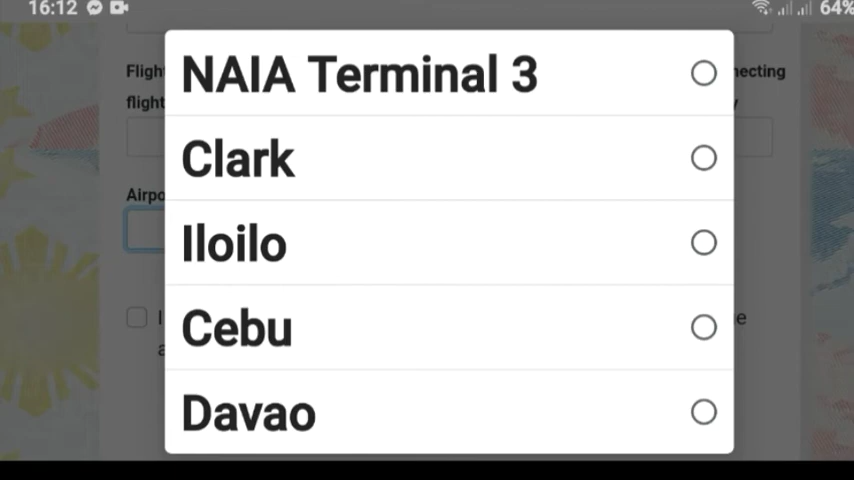 16:12
64%
NAIA Terminal 3
Clark
Iloilo
Cebu
Davao